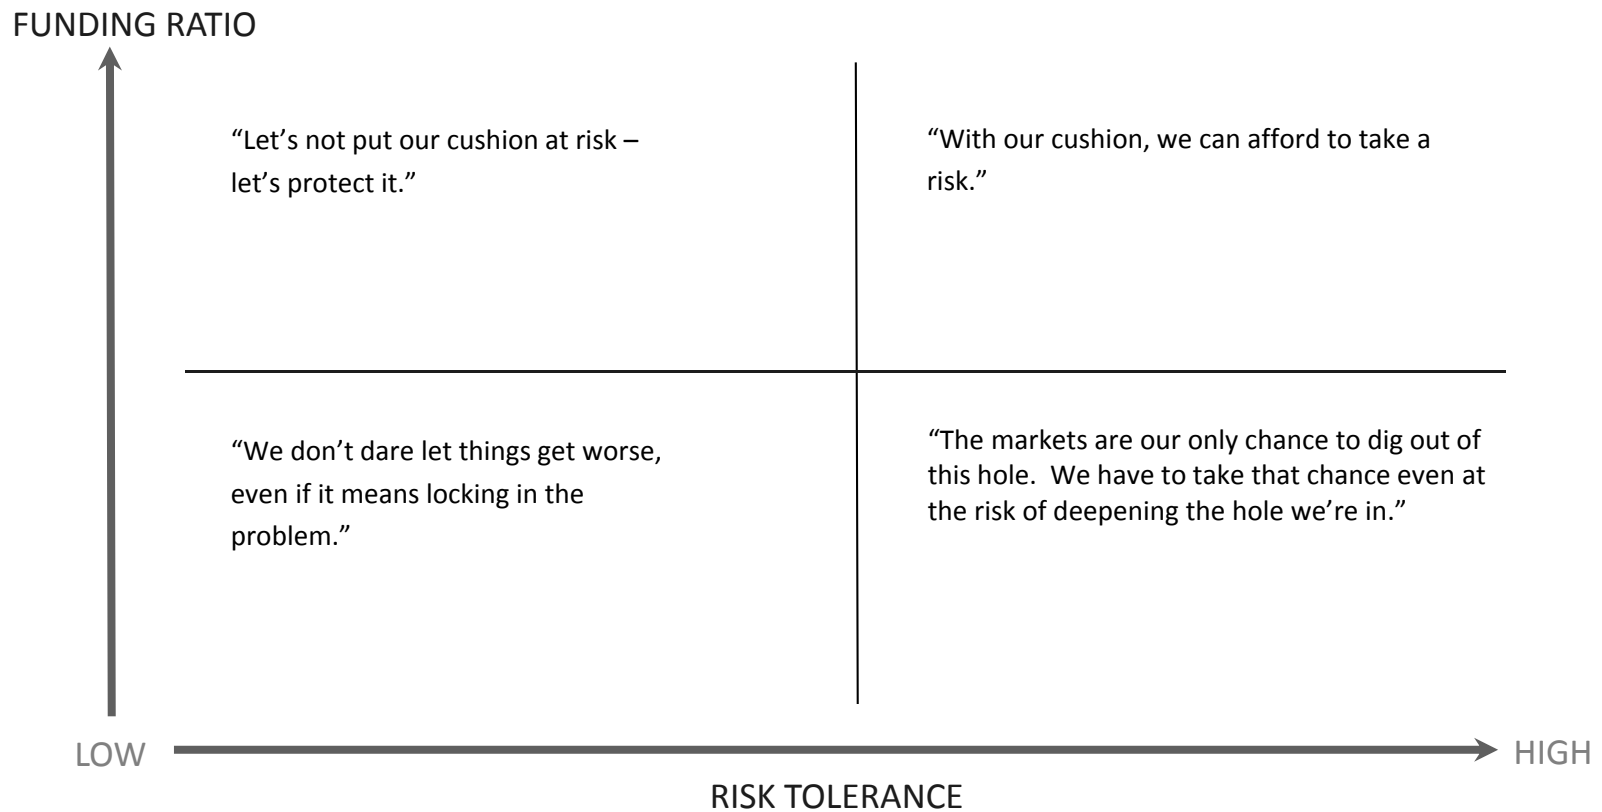 FUNDING RATIO
“Let’s not put our cushion at risk –
let’s protect it.”
“With our cushion, we can afford to take a
risk.”
“We don’t dare let things get worse,
even if it means locking in the
problem.”
“The markets are our only chance to dig out of
this hole.  We have to take that chance even at
the risk of deepening the hole we’re in.”
LOW
HIGH
RISK TOLERANCE